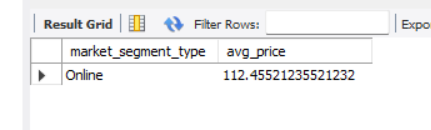 Result Grid Filter Rows: Expo
market_segment_type avg_price
Online 112.45521235521232